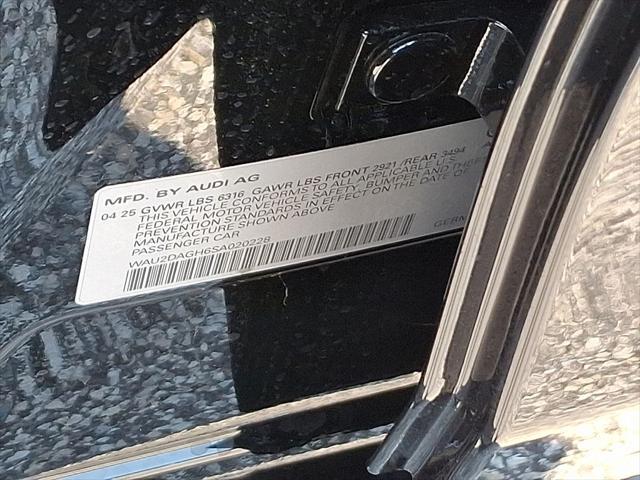 MFD. BY AUDI AG
04 25 GVWR LBS 6316 GAWR LBS FRONT 2921 /REAR 3494
THIS VEHICLE CONFORMS TO ALL APPLICABLE U.S.
FEDERAL MOTOR VEHICLE SAFETY, BUMPER AND THEFT
PREVENTION STANDARDS IN EFFECT ON THE DATE OF
MANUFACTURE SHOWN ABOVE
PASSENGER CAR
WAU2DAGH6SA020228
GERM